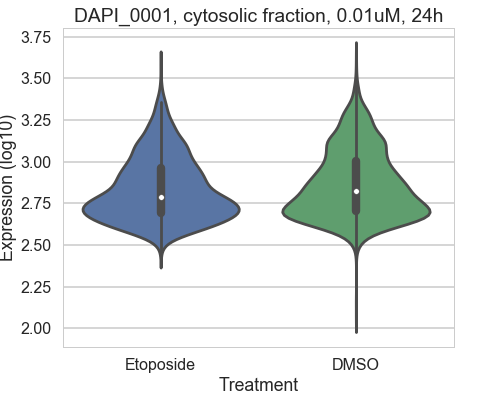 DAPI_0001, cytosolic fraction, 0.01uM, 24h
3.75
3.50
3.25
3.00
2.75
2.50
2.25
2.00
Expression (log10)
Etoposide
DMSO
Treatment